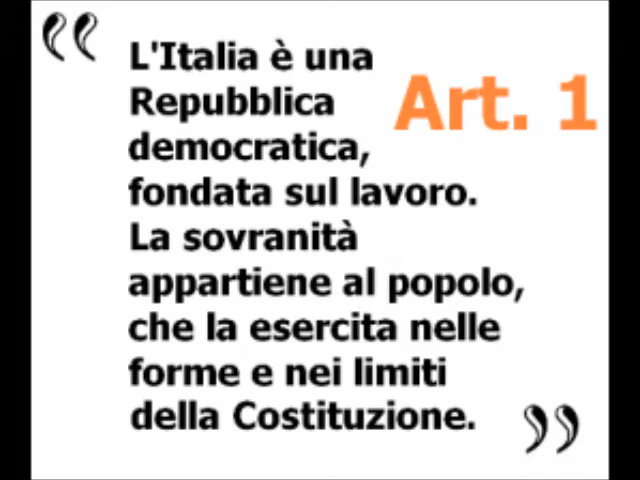 “
L'Italia è una
Art. 1
Repubblica
democratica,
fondata sul lavoro.
La sovranità
appartiene al popolo,
che la esercita nelle
forme e nei limiti
della Costituzione.
”